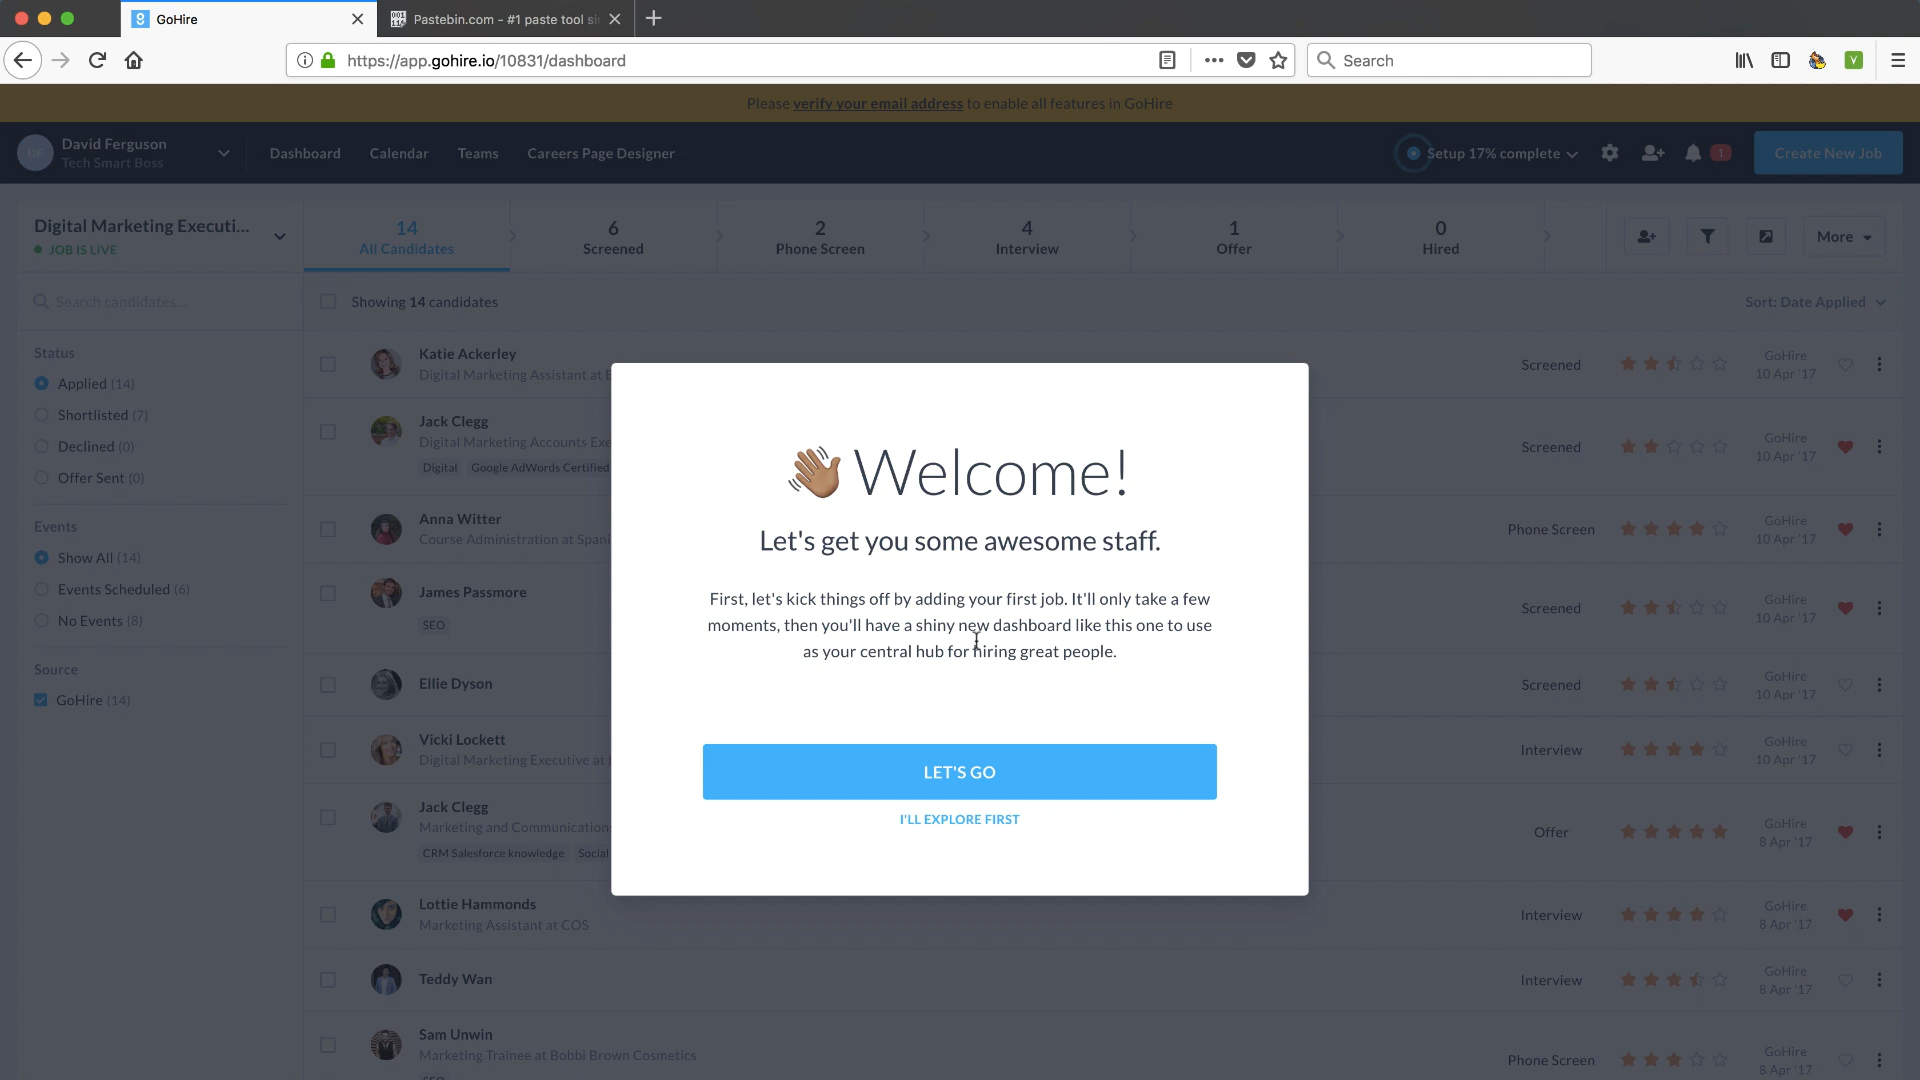 GoHire
Pastebin.com - #1 paste tool si
https://app.gohire.io/10831/dashboard
Search
Please verify your email address to enable all features in GoHire
DF
David Ferguson
Tech Smart Boss
Dashboard
Calendar
Teams
Careers Page Designer
Setup 17% complete
1
Create New Job
Digital Marketing Executi...
JOB IS LIVE
14
All Candidates
6
Screened
2
Phone Screen
4
Interview
1
Offer
0
Hired
More
Search candidates...
Showing 14 candidates
Sort: Date Applied
Status
Applied (14)
Shortlisted (7)
Declined (0)
Offer Sent (0)
Events
Show All (14)
Events Scheduled (6)
No Events (8)
Source
GoHire (14)
Katie Ackerley
Digital Marketing Assistant at
Screened
GoHire
10 Apr '17
Jack Clegg
Digital Marketing Accounts Exe
Digital Google AdWords Certified
Screened
GoHire
10 Apr '17
Anna Witter
Course Administration at Spani
Phone Screen
GoHire
10 Apr '17
James Passmore
SEO
Screened
GoHire
10 Apr '17
Ellie Dyson
Screened
GoHire
10 Apr '17
Vicki Lockett
Digital Marketing Executive at
Interview
GoHire
10 Apr '17
Jack Clegg
Marketing and Communication
CRM Salesforce knowledge Social
Offer
GoHire
8 Apr '17
Lottie Hammonds
Marketing Assistant at COS
Interview
GoHire
8 Apr '17
Teddy Wan
Interview
GoHire
8 Apr '17
Sam Unwin
Marketing Trainee at Bobbi Brown Cosmetics
SEO
Phone Screen
GoHire
8 Apr '17
Welcome!
Let's get you some awesome staff.
First, let's kick things off by adding your first job. It'll only take a few
moments, then you'll have a shiny new dashboard like this one to use
as your central hub for hiring great people.
LET'S GO
I'LL EXPLORE FIRST